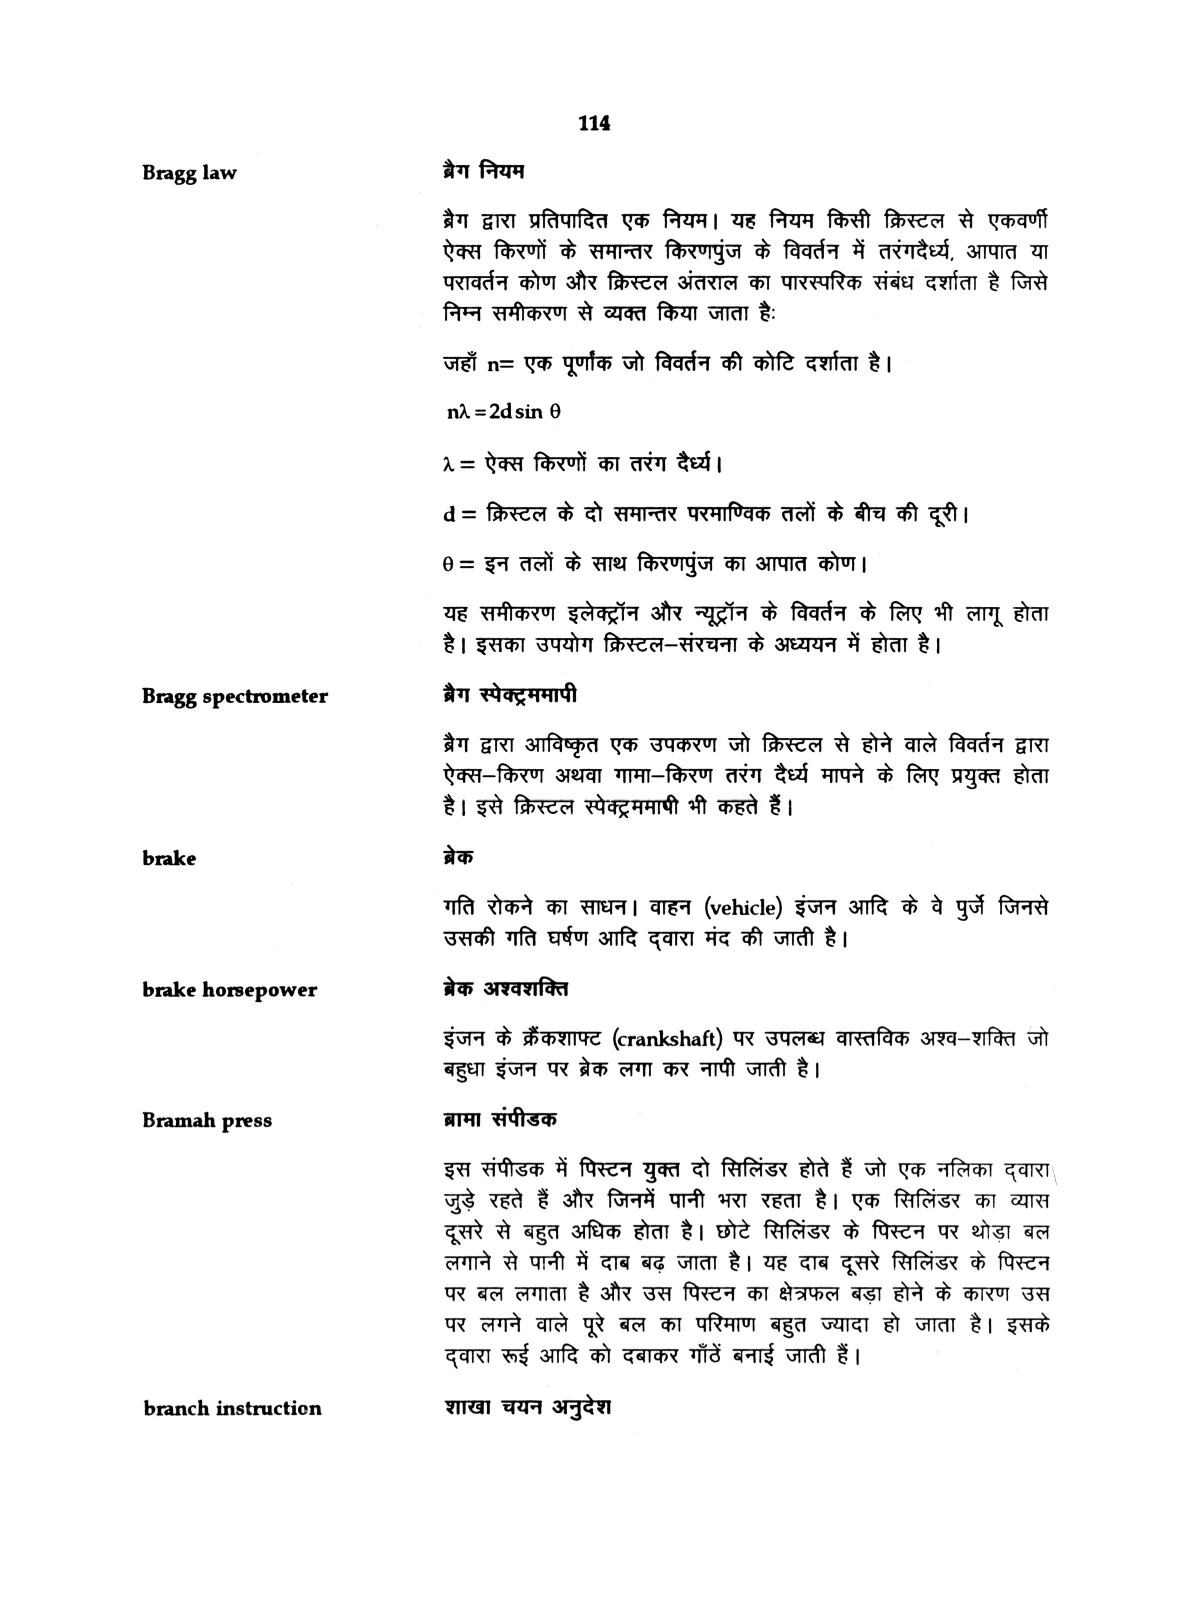 114
Bragg law ब्रैग नियम
ब्रैग द्वारा प्रतिपादित एक नियम। यह नियम किसी क्रिस्टल से एकवर्णी
ऐक्स किरणों के समान्तर किरणपुंज के विवर्तन में तरंगदैर्ध्य, आपात या
परावर्तन कोण और क्रिस्टल अंतराल का पारस्परिक संबंध दर्शाता है जिसे
निम्न समीकरण से व्यक्त किया जाता हैः
जहाँ n= एक पूर्णांक जो विवर्तन की कोटि दर्शाता है।
nλ=2d sin θ
λ = ऐक्स किरणों का तरंग दैर्ध्य।
d = क्रिस्टल के दो समान्तर परमाण्विक तलों के बीच की दूरी।
θ = इन तलों के साथ किरणपुंज का आपात कोण।
यह समीकरण इलेक्ट्रॉन और न्यूट्रॉन के विवर्तन के लिए भी लागू होता
है। इसका उपयोग क्रिस्टल–संरचना के अध्ययन में होता है।
Bragg spectrometer ब्रैग स्पेक्ट्रममापी
ब्रैग द्वारा आविष्कृत एक उपकरण जो क्रिस्टल से होने वाले विवर्तन द्वारा
ऐक्स–किरण अथवा गामा–किरण तरंग दैर्ध्य मापने के लिए प्रयुक्त होता
है। इसे क्रिस्टल स्पेक्ट्रममापी भी कहते हैं।
brake ब्रेक
गति रोकने का साधन। वाहन (vehicle) इंजन आदि के वे पुर्जे जिनसे
उसकी गति घर्षण आदि द्वारा मंद की जाती है।
brake horsepower ब्रेक अश्वशक्ति
इंजन के क्रैंकशाफ्ट (crankshaft) पर उपलब्ध वास्तविक अश्व–शक्ति जो
बहुधा इंजन पर ब्रेक लगा कर नापी जाती है।
Bramah press ब्रामा संपीडक
इस संपीडक में पिस्टन युक्त दो सिलिंडर होते हैं जो एक नलिका द्वारा
जुड़े रहते हैं और जिनमें पानी भरा रहता है। एक सिलिंडर का व्यास
दूसरे से बहुत अधिक होता है। छोटे सिलिंडर के पिस्टन पर थोड़ा बल
लगाने से पानी में दाब बढ़ जाता है। यह दाब दूसरे सिलिंडर के पिस्टन
पर बल लगाता है और उस पिस्टन का क्षेत्रफल बड़ा होने के कारण उस
पर लगने वाले पूरे बल का परिमाण बहुत ज्यादा हो जाता है। इसके
द्वारा रूई आदि को दबाकर गाँठें बनाई जाती हैं।
branch instruction शाखा चयन अनुदेश